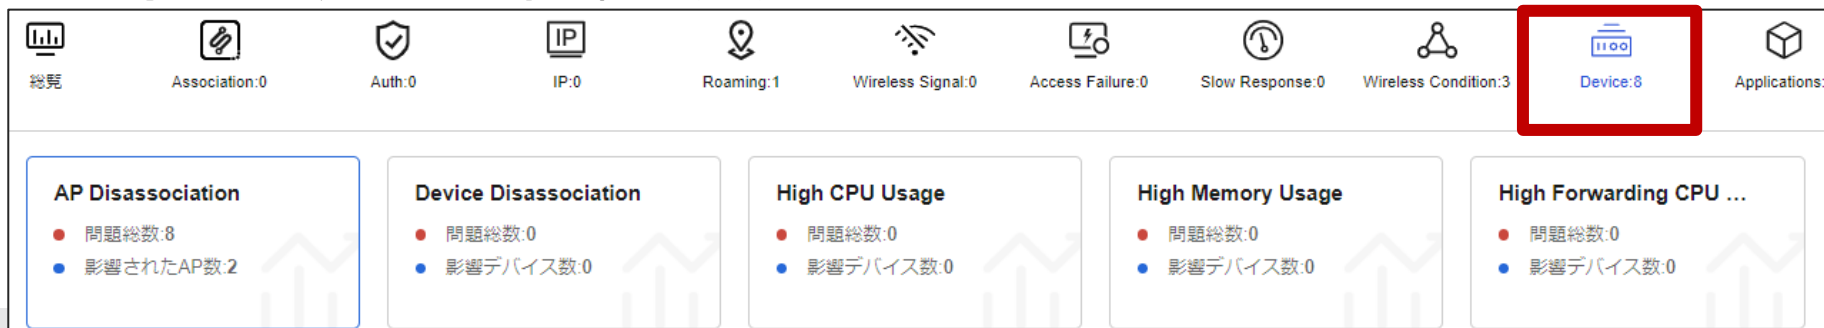 IP
総覧
Association:0
Auth:0
IP:0
Roaming:1
Wireless Signal:0
Access Failure:0
Slow Response:0
Wireless Condition:3
1100
Device:8
Applications:
AP Disassociation
問題総数:8
影響されたAP数:2
Device Disassociation
問題総数:0
影響デバイス数:0
High CPU Usage
問題総数:0
影響デバイス数:0
High Memory Usage
問題総数:0
影響デバイス数:0
High Forwarding CPU ...
問題総数:0
影響デバイス数:0